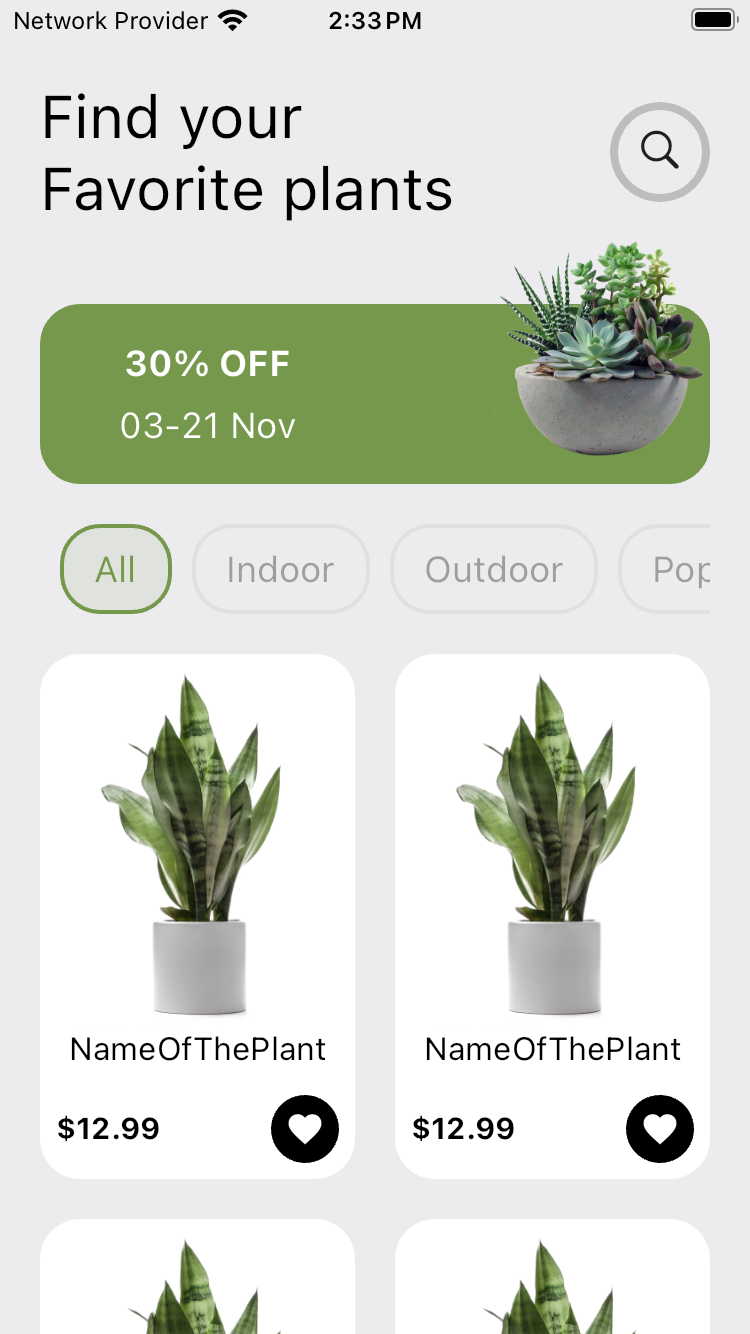 Network Provider 2:33 PM
Find your
Favorite plants
30% OFF
03-21 Nov
All Indoor Outdoor Pop
NameOfThePlant NameOfThePlant
$12.99 $12.99